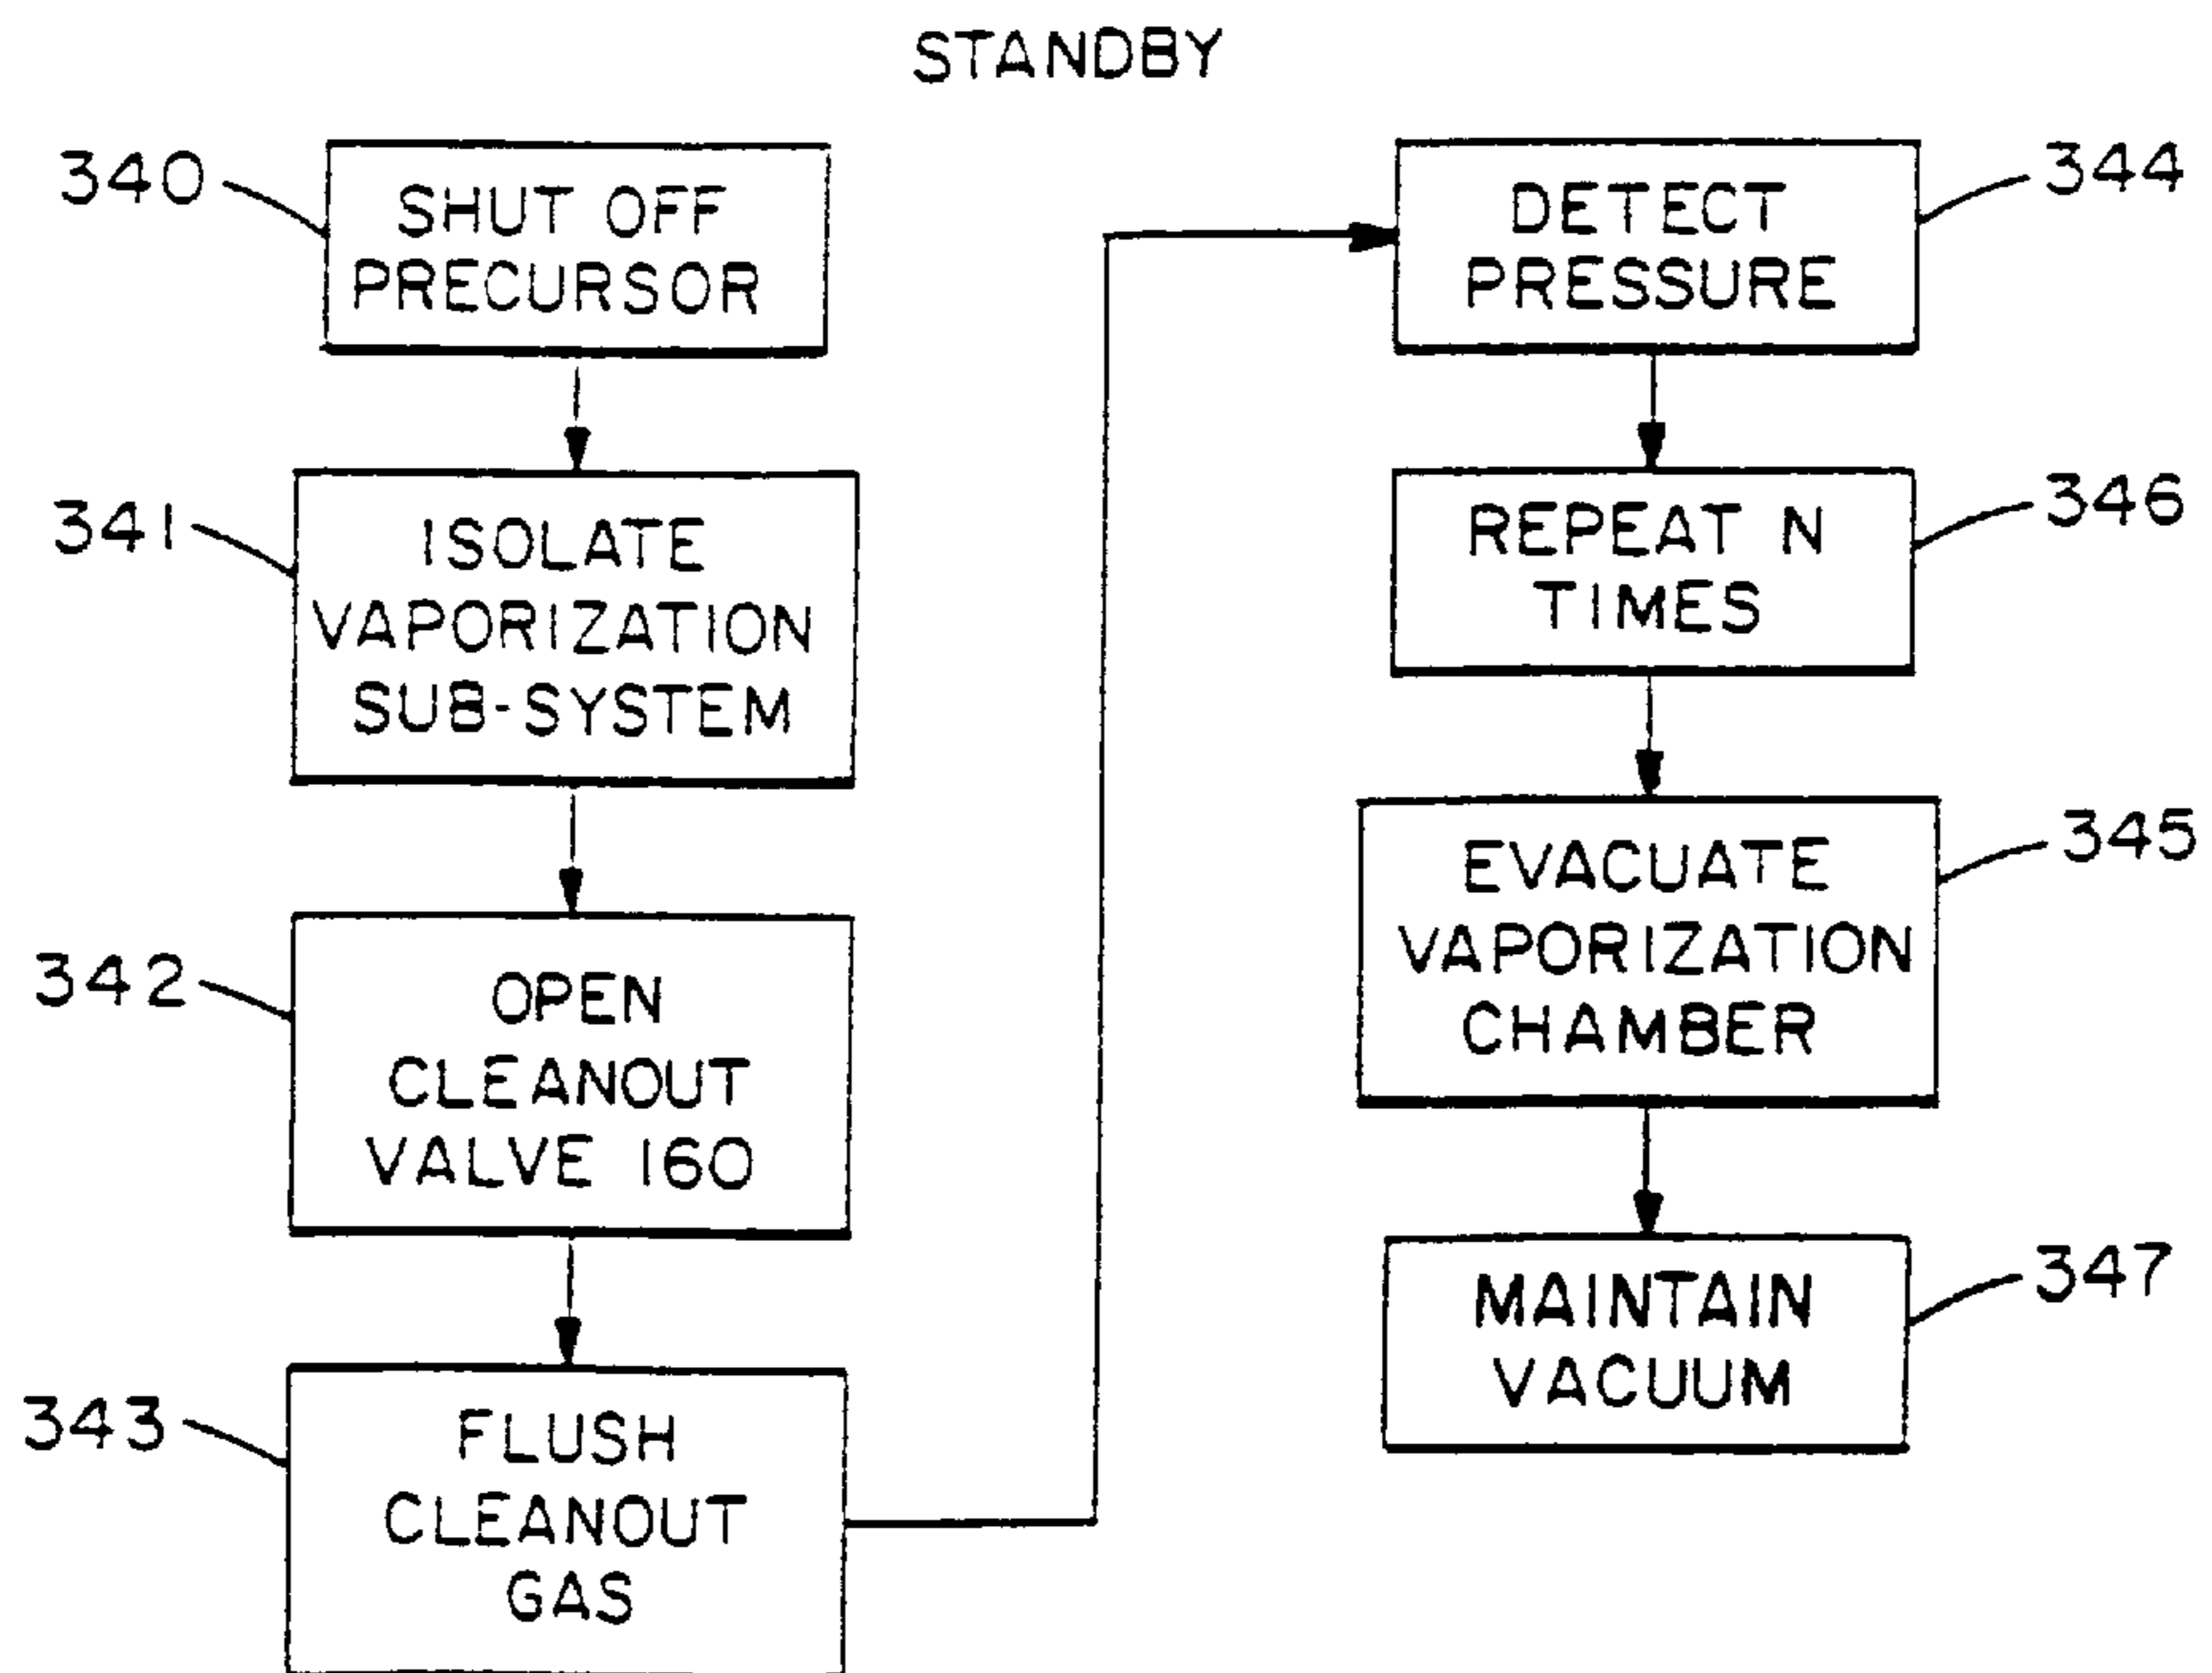 STANDBY
340
SHUT OFF
PRECURSOR
341
ISOLATE
VAPORIZATION
SUB-SYSTEM
342
OPEN
CLEANOUT
VALVE 160
343
FLUSH
CLEANOUT
GAS
344
DETECT
PRESSURE
346
REPEAT N
TIMES
345
EVACUATE
VAPORIZATION
CHAMBER
347
MAINTAIN
VACUUM